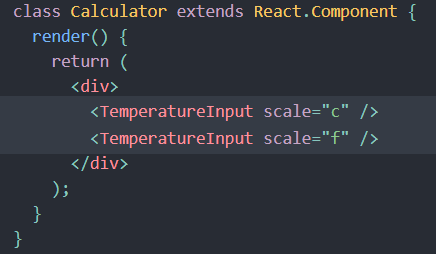 class Calculator extends React.Component {
  render() {
    return (
      <div>
        <TemperatureInput scale="c" />
        <TemperatureInput scale="f" />
      </div>
    );
  }
}